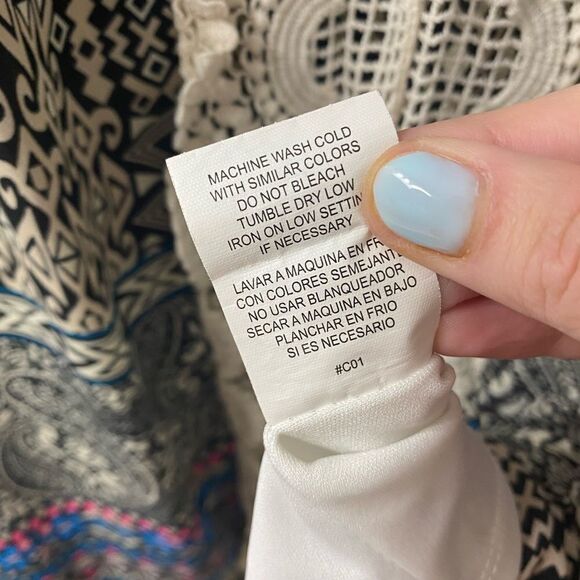 MACHINE WASH COLD
WITH SIMILAR COLORS
DO NOT BLEACH
TUMBLE DRY LOW
IRON ON LOW SETTIN
IF NECESSARY
LAVAR A MAQUINA EN FR
CON COLORES SEMEJANT
NO USAR BLANQUEADOR
SECAR A MAQUINA EN BAJO
PLANCHAR EN FRIO
SI ES NECESARIO
#C01